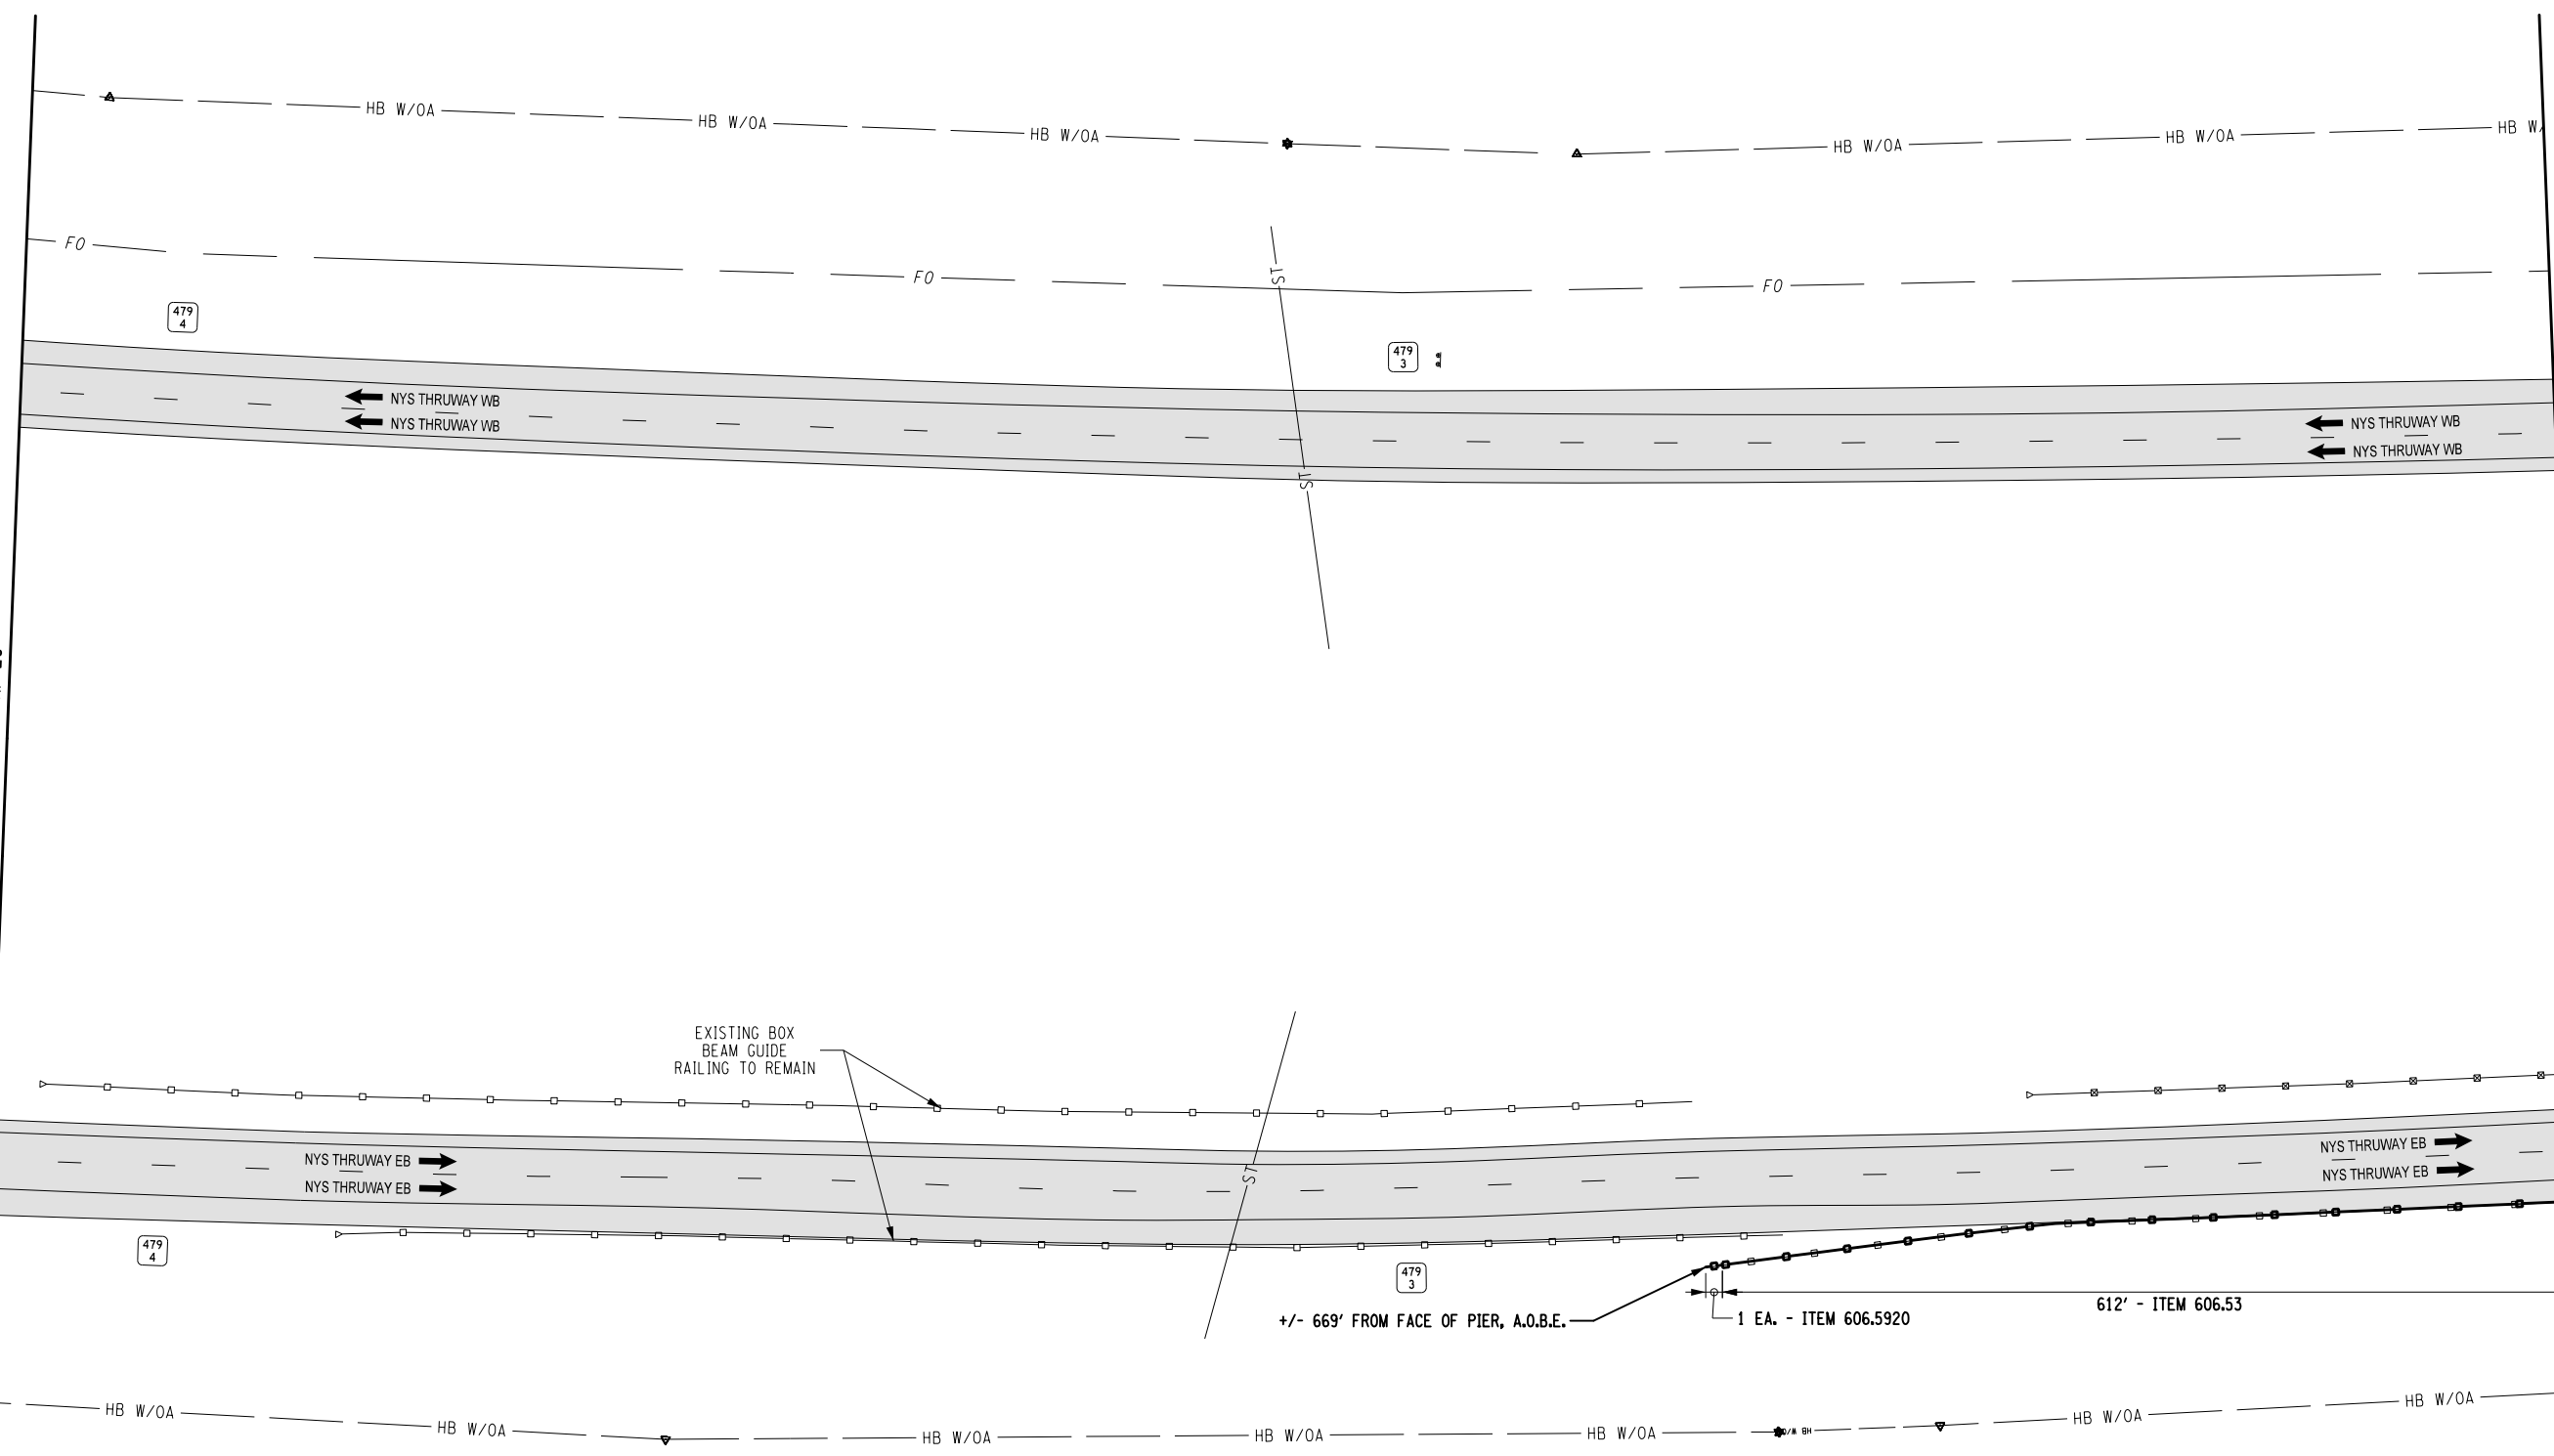 HB W/OA HB W/OA HB W/OA HB W/OA HB W/OA HB W/
FO FO FO
ST
479
4
479
3
NYS THRUWAY WB
NYS THRUWAY WB
NYS THRUWAY WB
NYS THRUWAY WB
ST
EXISTING BOX
BEAM GUIDE
RAILING TO REMAIN
NYS THRUWAY EB
NYS THRUWAY EB
ST
NYS THRUWAY EB
NYS THRUWAY EB
479
4
479
3
+/- 669' FROM FACE OF PIER, A.O.B.E.
1 EA. - ITEM 606.5920
612' - ITEM 606.53
HB W/OA HB W/OA HB W/OA HB W/OA HB W/OA HB W/OA HB W/OA